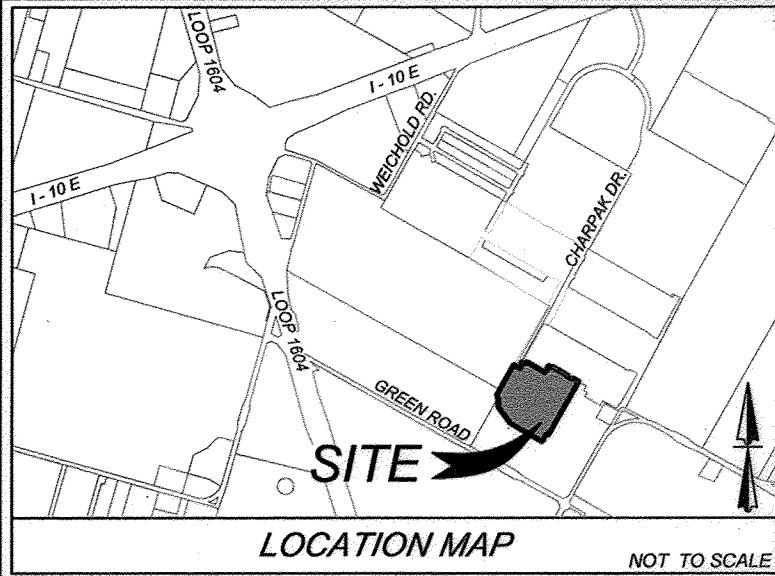 LOOP 1604
I - 10 E
WEICHOLD RD.
I - 10 E
CHARPAK DR.
LOOP 1604
GREEN ROAD
SITE
LOCATION MAP
NOT TO SCALE